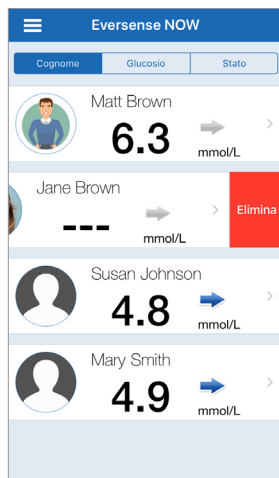 Eversense NOW
Cognome Glucosio Stato
Matt Brown
6.3
mmol/L
Jane Brown
---
mmol/L
Elimina
Susan Johnson
4.8
mmol/L
Mary Smith
4.9
mmol/L